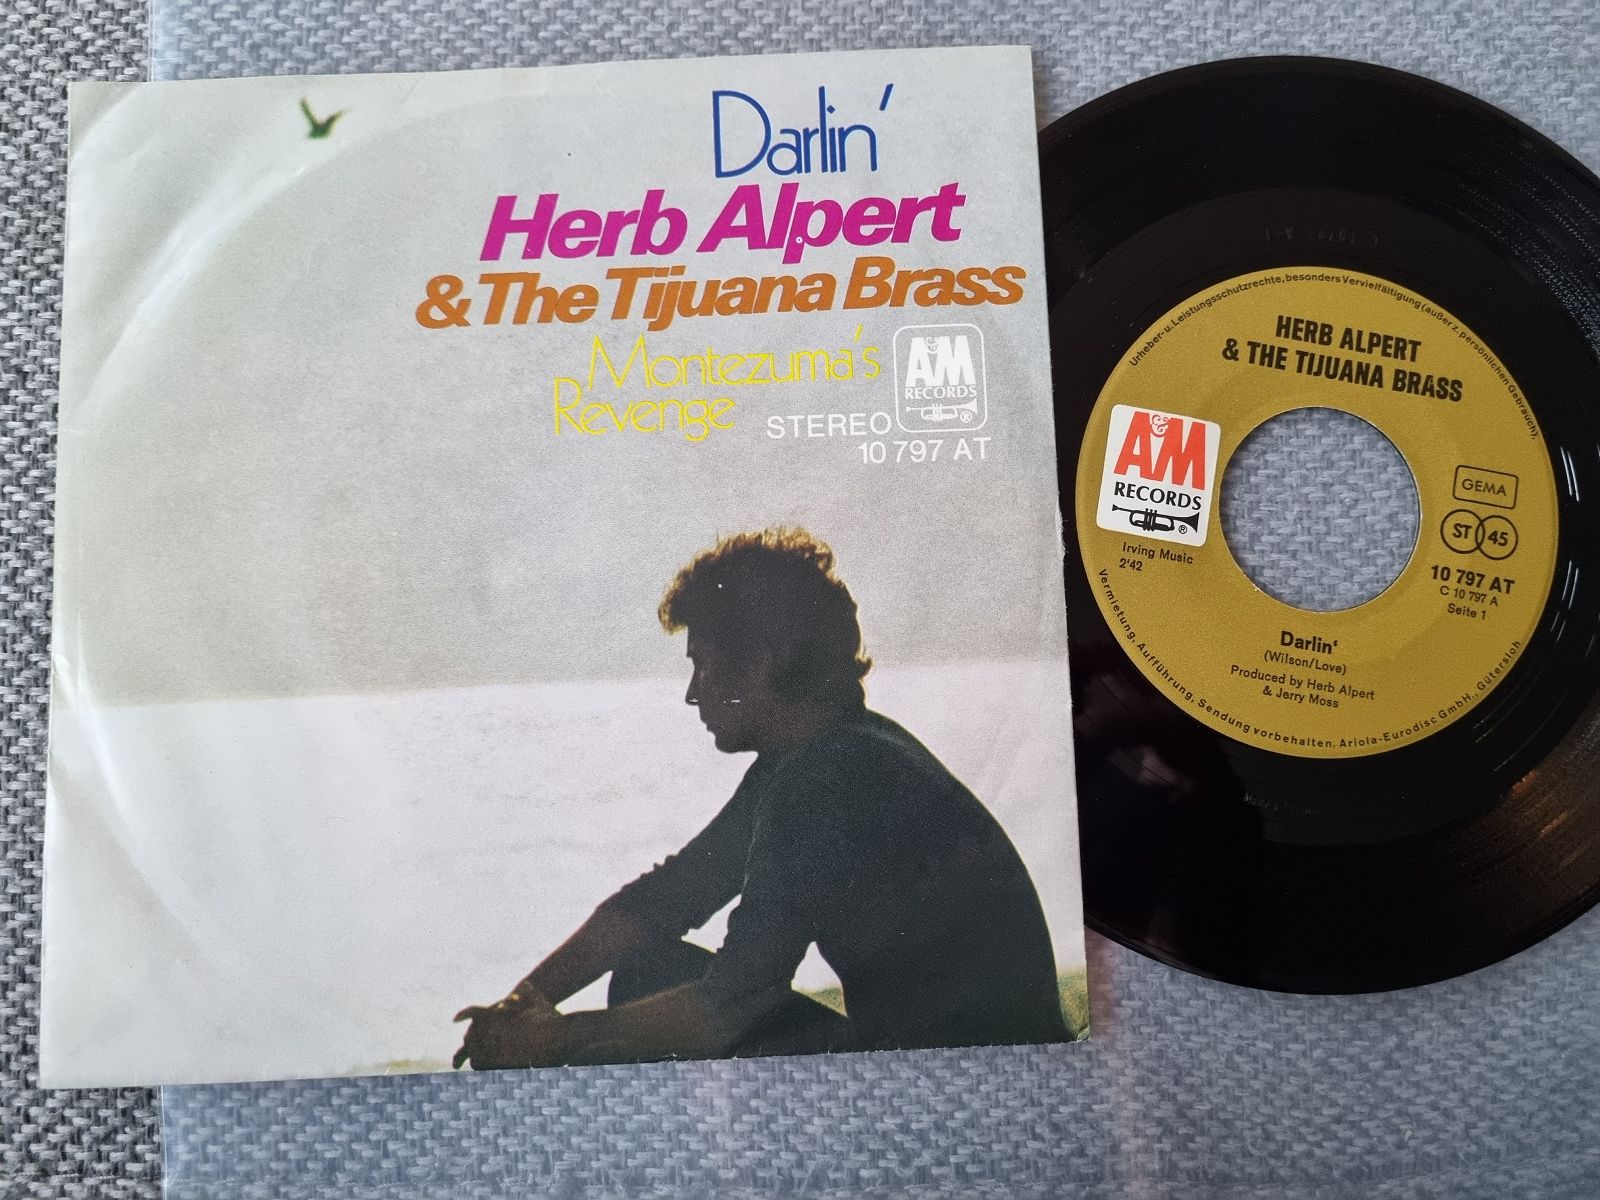 Darlin'
Herb Alpert
& The Tijuana Brass
Montezuma's
Revenge
A&M
RECORDS
®
STEREO
10 797 AT
Urheber- u. Leistungsschutzrechte, besonders Vervielfältigung (außer z. persönlichen Gebrauch),
HERB ALPERT
& THE TIJUANA BRASS
A&M
RECORDS
®
Irving Music
2'42
GEMA
ST 45
10 797 AT
C 10 797 A
Seite 1
Darlin'
(Wilson/Love)
Produced by Herb Alpert
& Jerry Moss
Vermietung, Aufführung, Sendung vorbehalten. Ariola-Eurodisc GmbH., Gütersloh